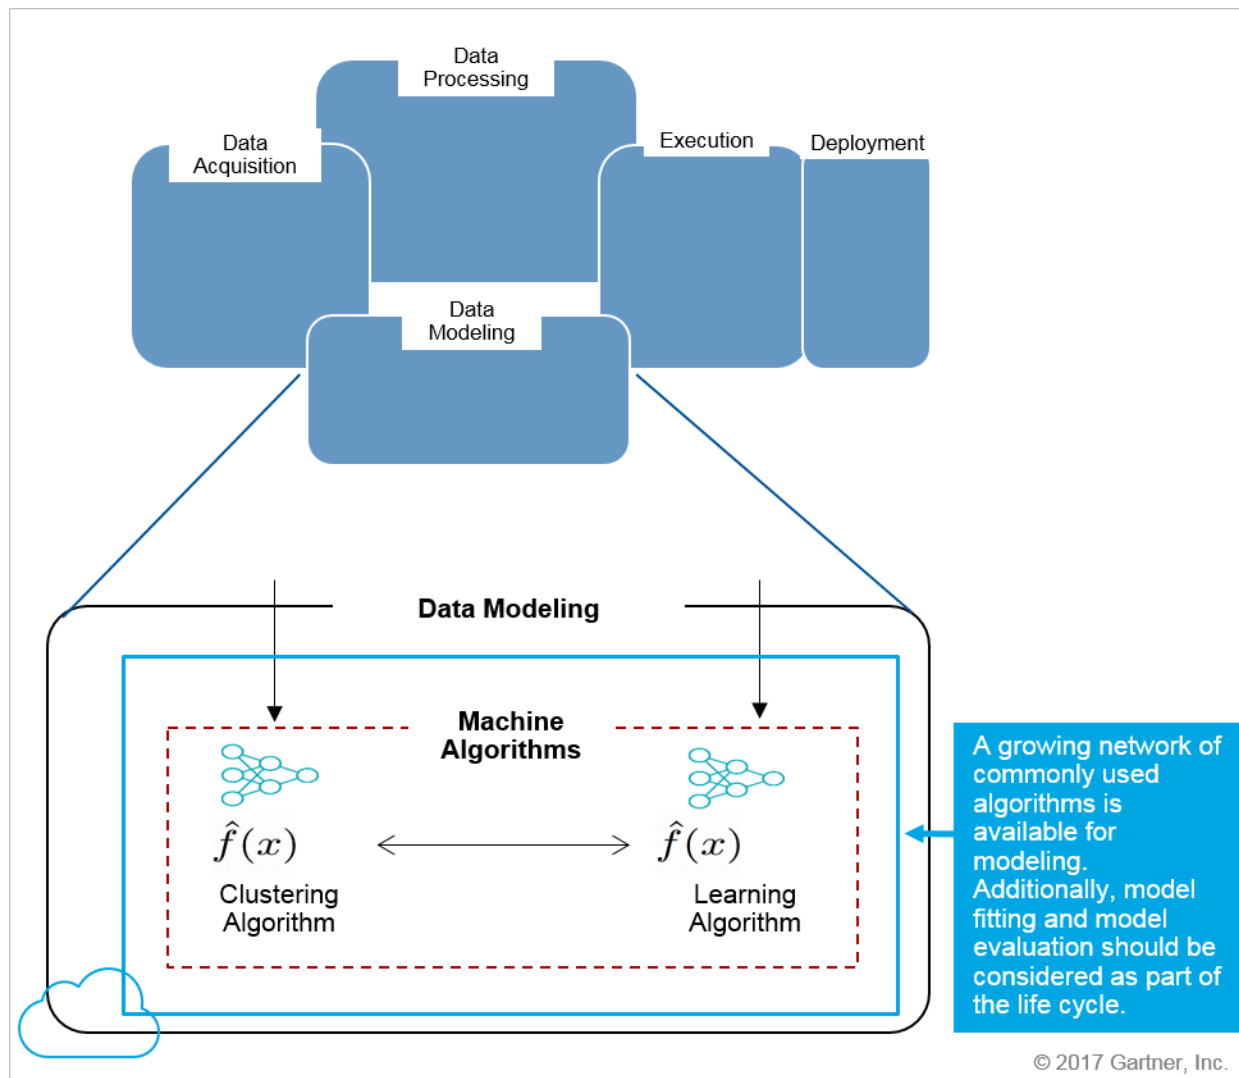 Data
Processing
Data
Acquisition
Execution
Deployment
Data
Modeling
Data Modeling
Machine
Algorithms
f̂(x)
f̂(x)
Clustering
Algorithm
Learning
Algorithm
A growing network of
commonly used
algorithms is
available for
modeling.
Additionally, model
fitting and model
evaluation should be
considered as part of
the life cycle.
© 2017 Gartner, Inc.